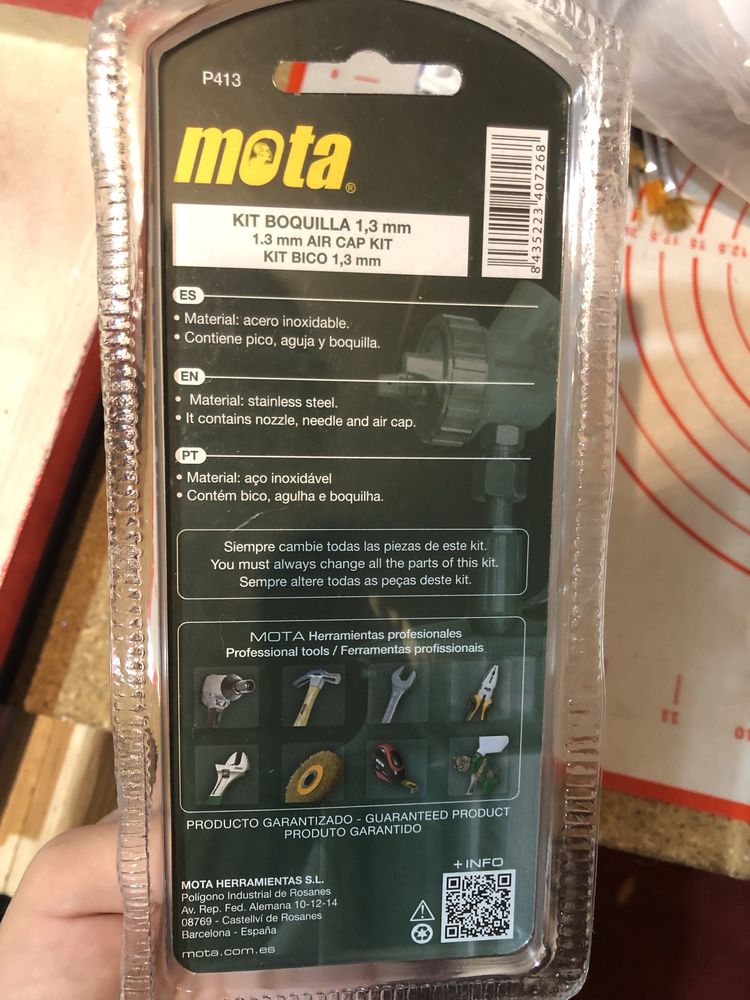 P413
mota®
KIT BOQUILLA 1,3 mm
1.3 mm AIR CAP KIT
KIT BICO 1,3 mm
8 435223 407268
ES
• Material: acero inoxidable.
• Contiene pico, aguja y boquilla.
EN
• Material: stainless steel.
• It contains nozzle, needle and air cap.
PT
• Material: aço inoxidável
• Contém bico, agulha e boquilha.
Siempre cambie todas las piezas de este kit.
You must always change all the parts of this kit.
Sempre altere todas as peças deste kit.
MOTA Herramientas profesionales
Professional tools / Ferramentas profissionais
PRODUCTO GARANTIZADO - GUARANTEED PRODUCT
PRODUTO GARANTIDO
+INFO
MOTA HERRAMIENTAS S.L.
Polígono Industrial de Rosanes
Av. Rep. Fed. Alemana 10-12-14
08769 - Castellví de Rosanes
Barcelona - España
mota.com.es